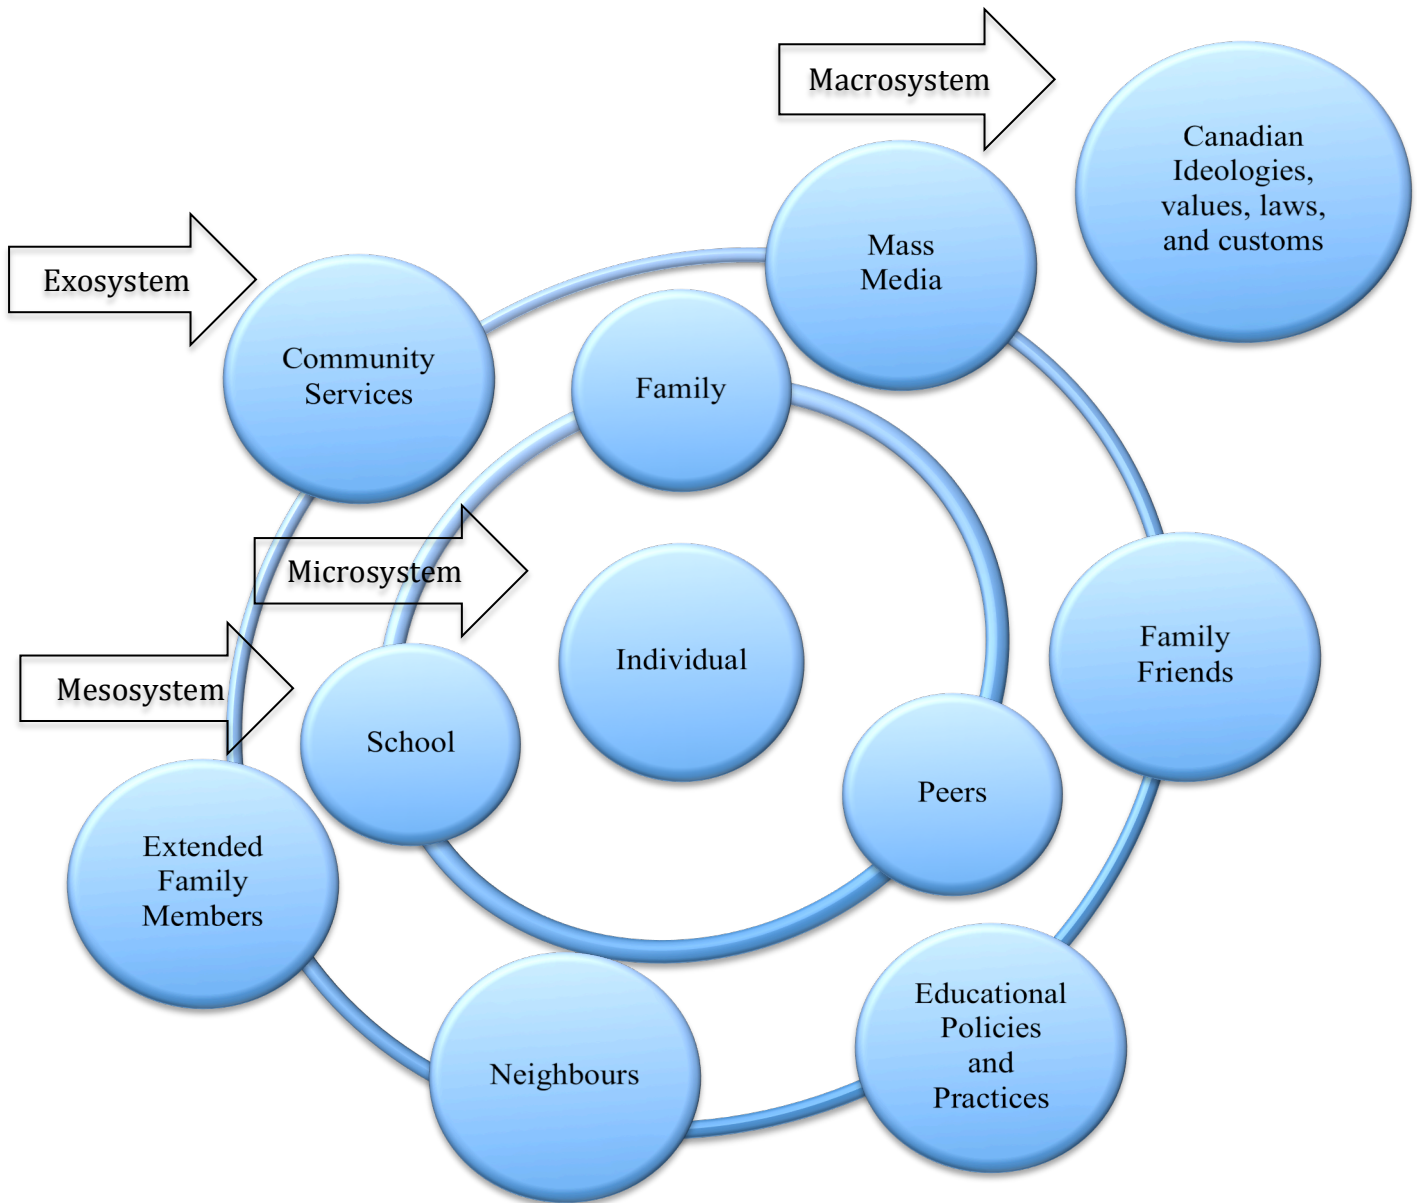 Macrosystem
Canadian
Ideologies,
values, laws,
and customs
Mass
Media
Exosystem
Community
Services
Family
Microsystem
Individual
Family
Friends
Mesosystem
School
Peers
Extended
Family
Members
Neighbours
Educational
Policies
and
Practices